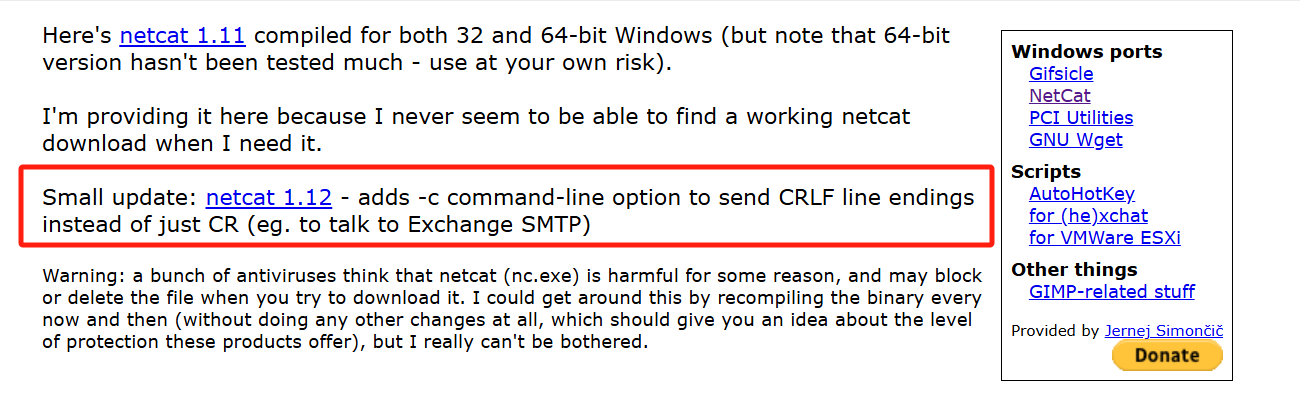 Here's netcat 1.11 compiled for both 32 and 64-bit Windows (but note that 64-bit
version hasn't been tested much - use at your own risk).
I'm providing it here because I never seem to be able to find a working netcat
download when I need it.
Small update: netcat 1.12 - adds -c command-line option to send CRLF line endings
instead of just CR (eg. to talk to Exchange SMTP)
Warning: a bunch of antiviruses think that netcat (nc.exe) is harmful for some reason, and may block
or delete the file when you try to download it. I could get around this by recompiling the binary every
now and then (without doing any other changes at all, which should give you an idea about the level
of protection these products offer), but I really can't be bothered.
Windows ports
Gifsicle
NetCat
PCI Utilities
GNU Wget
Scripts
AutoHotKey
for (he)xchat
for VMWare ESXi
Other things
GIMP-related stuff
Provided by Jernej Simončič
Donate